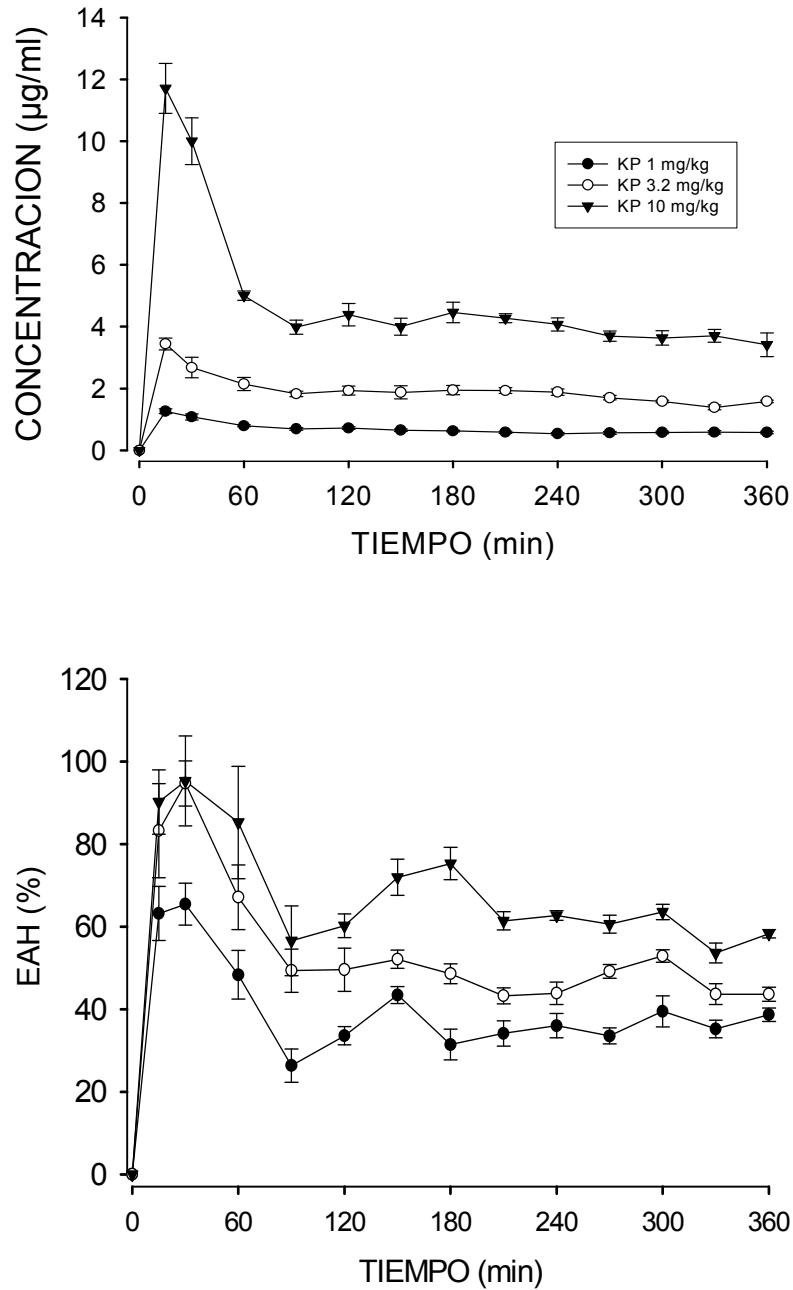 14
12
10
8
6
4
2
0
CONCENTRACION (µg/ml)
KP 1 mg/kg
KP 3.2 mg/kg
KP 10 mg/kg
0 60 120 180 240 300 360
TIEMPO (min)
120
100
80
60
40
20
0
EAH (%)
0 60 120 180 240 300 360
TIEMPO (min)